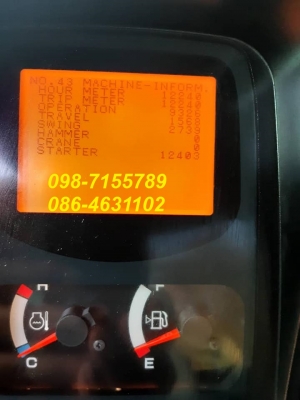 NO.43 MACHINE-INFORM.
HOUR METER
TRIP METER
OPERATION
TRAVEL
SWING
HAMMER
CRANE 0
STARTER 12403
098-7155789
086-4631102
H F
C E